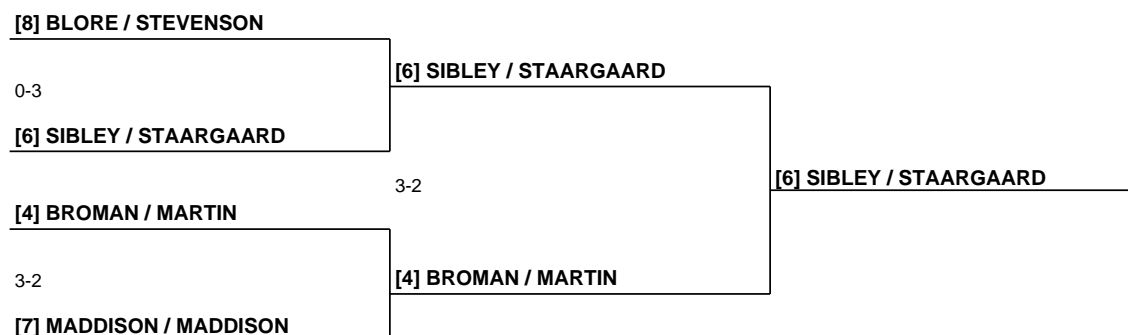 [8] BLORE / STEVENSON
[6] SIBLEY / STAARGAARD
0-3
[6] SIBLEY / STAARGAARD
[6] SIBLEY / STAARGAARD
3-2
[4] BROMAN / MARTIN
[4] BROMAN / MARTIN
3-2
[7] MADDISON / MADDISON